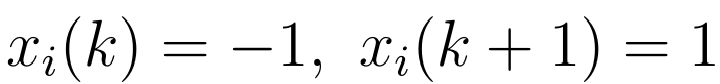 x_i(k) = −1, x_i(k + 1) = 1